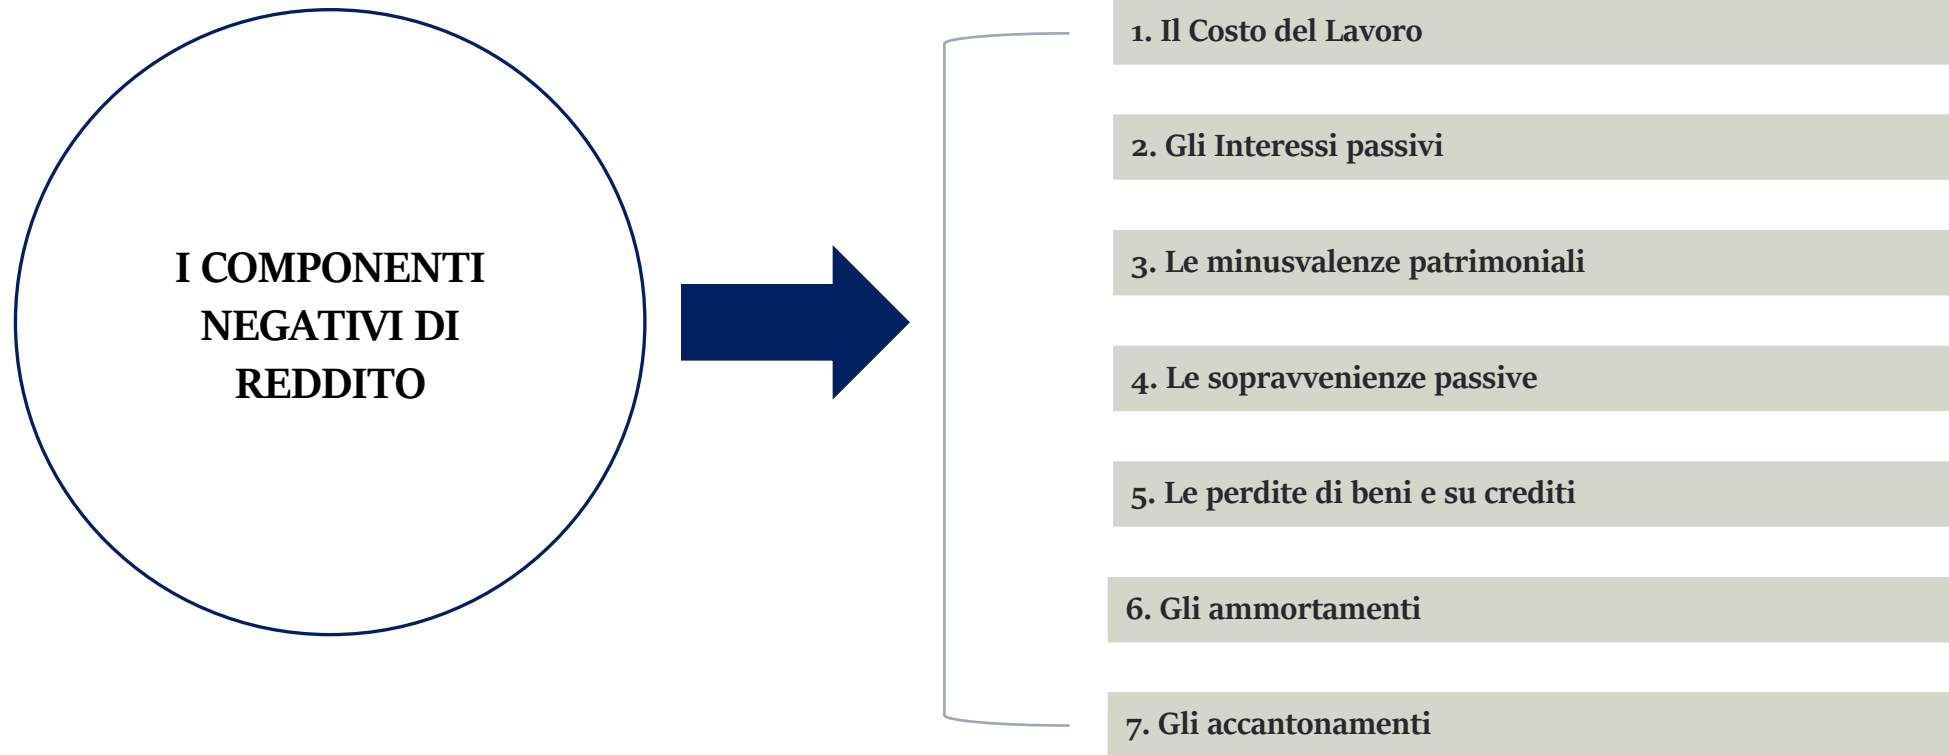 I COMPONENTI
NEGATIVI DI
REDDITO
1. Il Costo del Lavoro
2. Gli Interessi passivi
3. Le minusvalenze patrimoniali
4. Le sopravvenienze passive
5. Le perdite di beni e su crediti
6. Gli ammortamenti
7. Gli accantonamenti